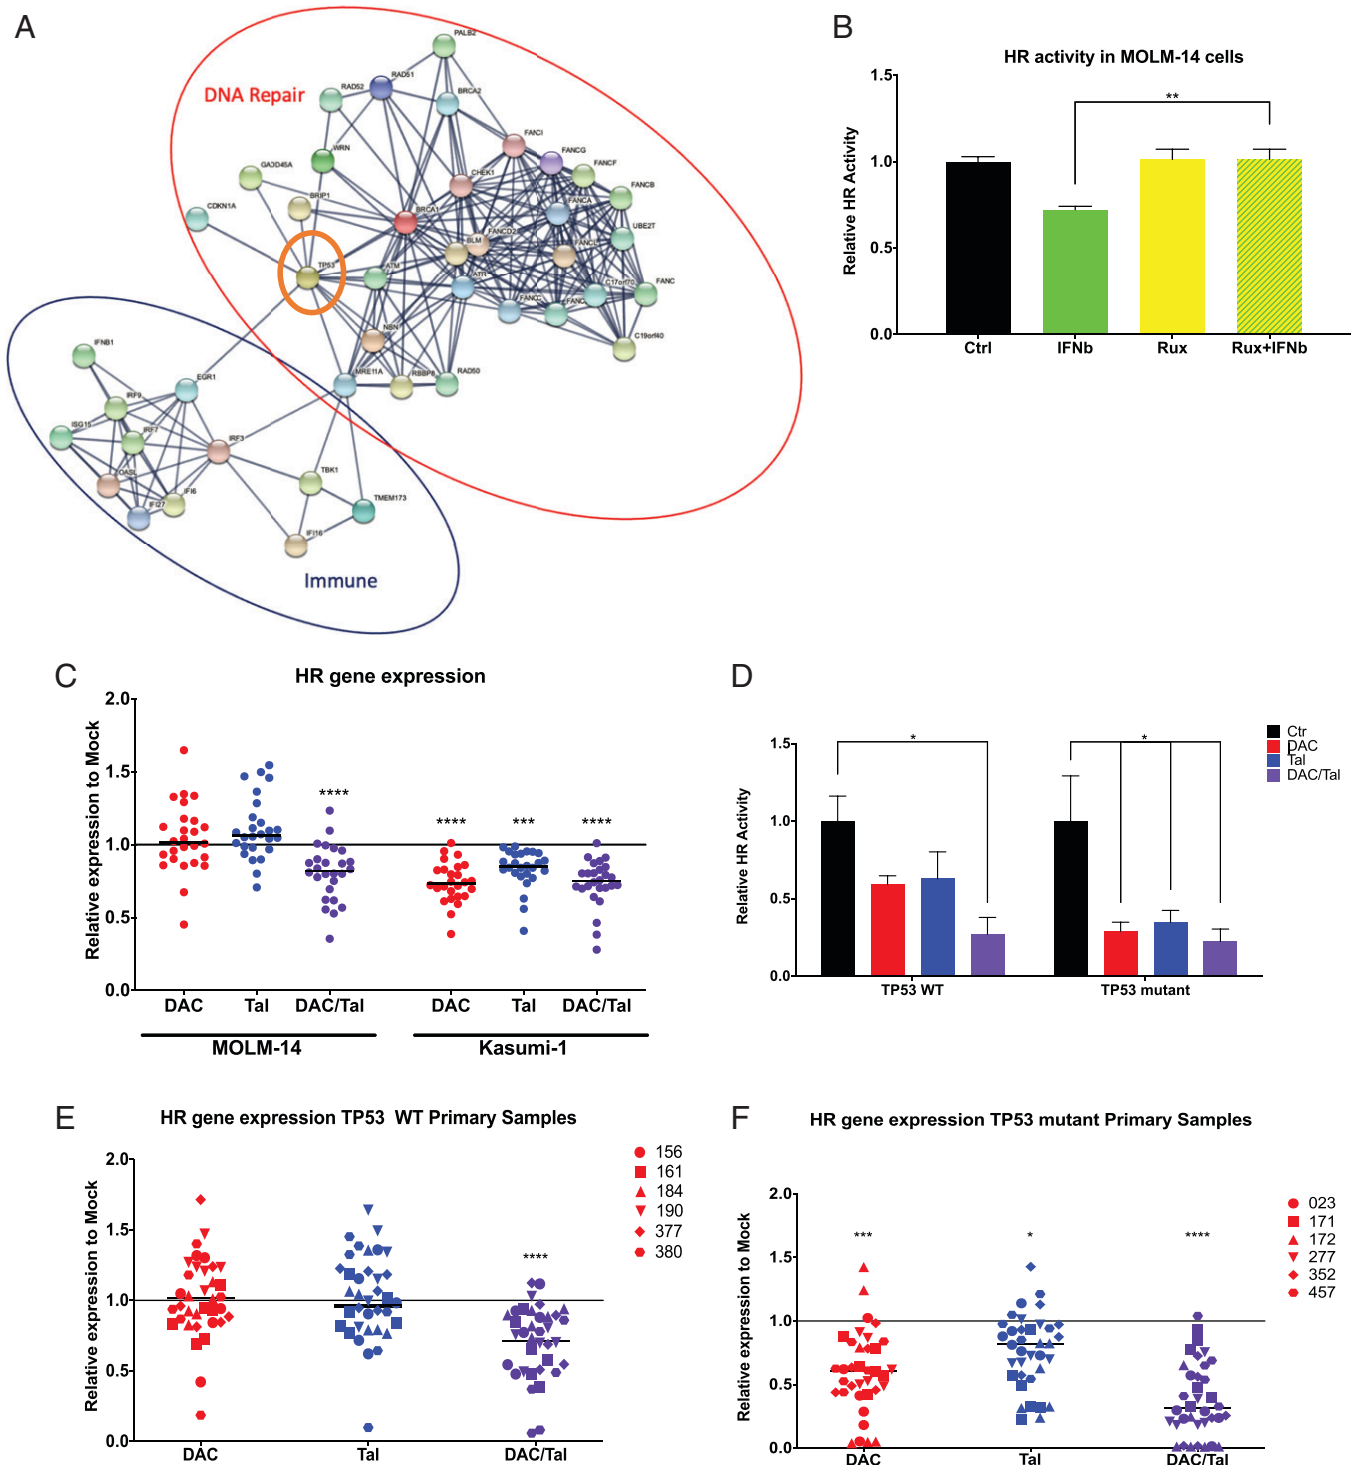 A
DNA Repair
PALB2
RAD51
RAD52
BRCA2
WRN
FANCI
FANCG
FANCF
GADD45A
CHEK1
FANCB
BRIP1
FANCA
CDKN1A
BRCA1
UBE2T
BLM
FANCD2
TP53
ATM
ATR
C17orf70
FANC
FANCC
NBN
C19orf40
MRE11A
RBBP8
RAD50
IFNB1
EGR1
IRF9
ISG15
IRF7
IRF3
OASL
TBK1
IFI6
IFI27
TMEM173
IFI16
Immune
B
HR activity in MOLM-14 cells
Relative HR Activity
1.5
1.0
0.5
0.0
**
Ctrl IFNb Rux Rux+IFNb
C
HR gene expression
Relative expression to Mock
2.0
1.5
1.0
0.5
0.0
**** **** *** ****
DAC Tal DAC/Tal DAC Tal DAC/Tal
MOLM-14 Kasumi-1
D
Relative HR Activity
1.5
1.0
0.5
0.0
* *
Ctr
DAC
Tal
DAC/Tal
TP53 WT TP53 mutant
E
HR gene expression TP53 WT Primary Samples
Relative expression to Mock
2.0
1.5
1.0
0.5
0.0
****
156
161
184
190
377
380
DAC Tal DAC/Tal
F
HR gene expression TP53 mutant Primary Samples
Relative expression to Mock
2.0
1.5
1.0
0.5
0.0
*** * ****
023
171
172
277
352
457
DAC Tal DAC/Tal